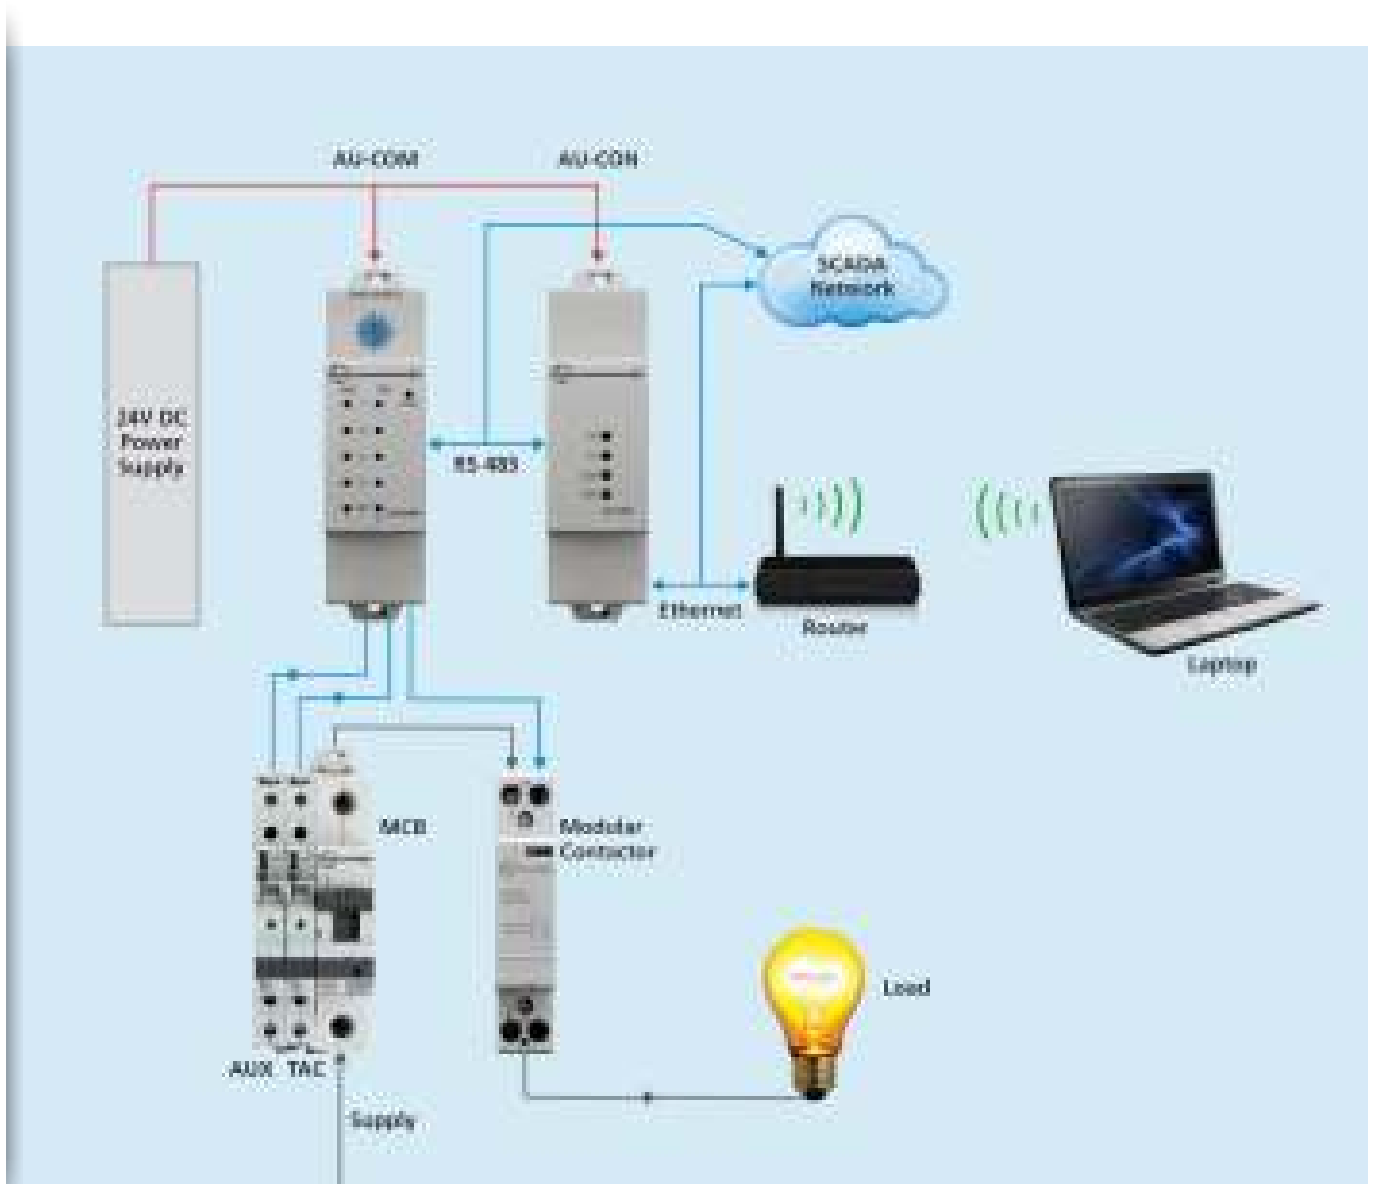 AU-COM
AU-CON
SCADA
Network
24V DC
Power
Supply
RS-485
Ethernet
Router
Laptop
MCB
Modular
Contactor
Load
AUX TAC
Supply